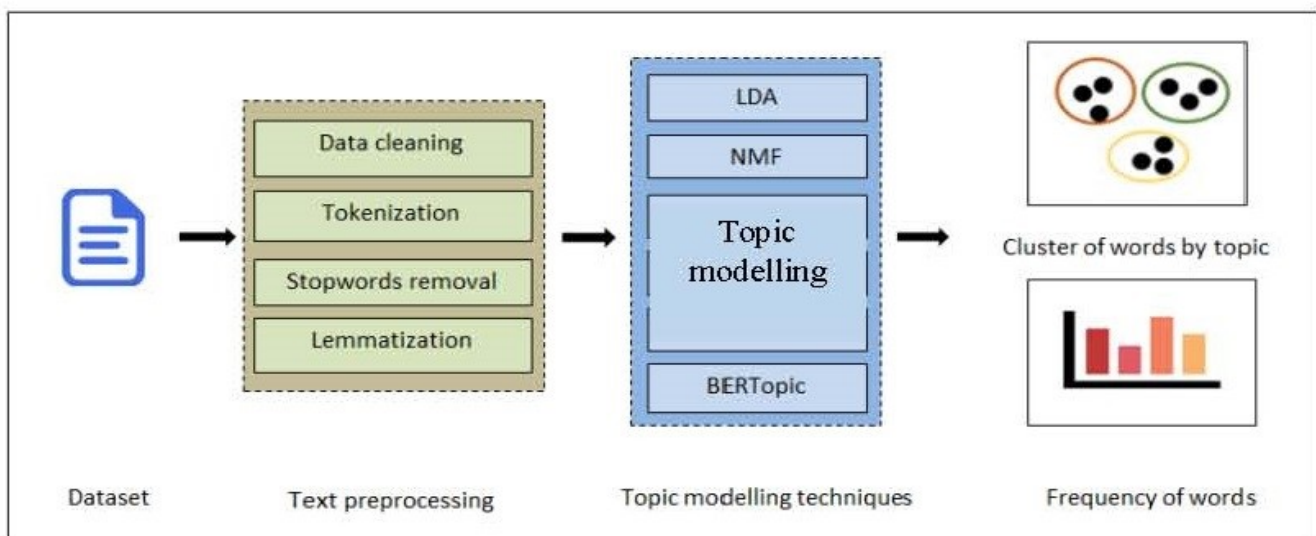 Data cleaning
Tokenization
Stopwords removal
Lemmatization
LDA
NMF
Topic
modelling
BERTopic
Cluster of words by topic
Dataset
Text preprocessing
Topic modelling techniques
Frequency of words